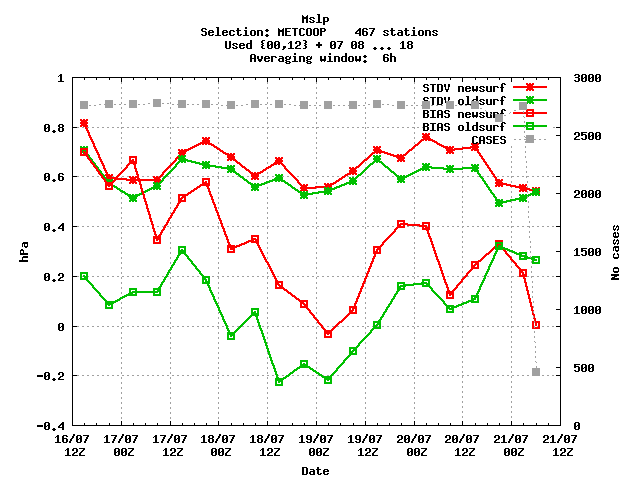 Mslp
Selection: METCOOP    467 stations
Used {00,12} + 07 08 ... 18
Averaging window:  6h
1
0.8
0.6
0.4
0.2
0
-0.2
-0.4
hPa
3000
2500
2000
1500
1000
500
0
No cases
STDV newsurf
STDV oldsurf
BIAS newsurf
BIAS oldsurf
CASES
16/07 17/07 17/07 18/07 18/07 19/07 19/07 20/07 20/07 21/07 21/07
12Z 00Z 12Z 00Z 12Z 00Z 12Z 00Z 12Z 00Z 12Z
Date